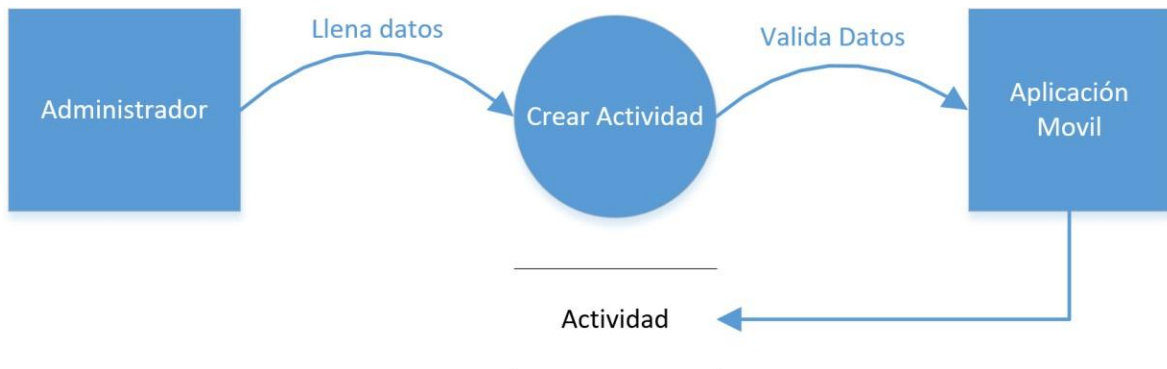 Llena datos
Valida Datos
Administrador
Crear Actividad
Aplicación
Movil
Actividad